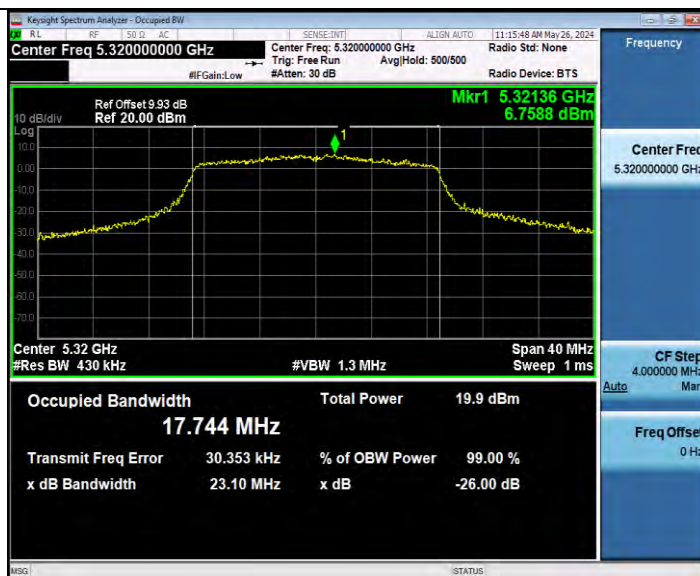 Keysight Spectrum Analyzer - Occupied BW
RL RF 50 Ω AC SENSE:INT ALIGN AUTO 11:15:48 AM May 26, 2024
Center Freq 5.320000000 GHz Center Freq: 5.320000000 GHz Radio Std: None
Trig: Free Run Avg|Hold: 500/500
#IFGain:Low #Atten: 30 dB Radio Device: BTS
Frequency
Ref Offset 9.93 dB Mkr1 5.32136 GHz
10 dB/div Ref 20.00 dBm 6.7588 dBm
Log
1
10.0
0.00
-10.0
-20.0
-30.0
-40.0
-50.0
-60.0
-70.0
Center 5.32 GHz Span 40 MHz
#Res BW 430 kHz #VBW 1.3 MHz Sweep 1 ms
Occupied Bandwidth Total Power 19.9 dBm
17.744 MHz
Transmit Freq Error 30.353 kHz % of OBW Power 99.00 %
x dB Bandwidth 23.10 MHz x dB -26.00 dB
Center Freq
5.320000000 GHz
CF Step
4.000000 MHz
Auto Man
Freq Offset
0 Hz
MSG STATUS